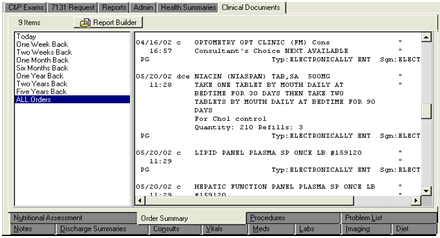 C&P Exams 7131 Request Reports Admin Health Summaries Clinical Documents
9 Items Report Builder
Today
One Week Back
Two Weeks Back
One Month Back
Six Months Back
One Year Back
Two Years Back
Five Years Back
ALL Orders
04/16/02 c OPTOMETRY OPT CLINIC (FM) Cons "
16:57 Consultant's Choice NEXT AVAILABLE "
PG Typ:ELECTRONICALLY ENT Sgn:ELECT
05/20/02 dce NIACIN (NIASPAN) TAB,SA 500MG "
11:28 TAKE ONE TABLET BY MOUTH DAILY AT "
BEDTIME FOR 30 DAYS THEN TAKE TWO
TABLETS BY MOUTH DAILY AT BEDTIME FOR 90
DAYS
For Chol control
Quantity: 210 Refills: 3
PG Typ:ELECTRONICALLY ENT Sgn:ELECT
05/20/02 c LIPID PANEL PLASMA SP ONCE LB #159120 "
11:29 "
PG Typ:ELECTRONICALLY ENT Sgn:ELECT
05/20/02 c HEPATIC FUNCTION PANEL PLASMA SP ONCE LB "
11:29 #159120 "
Nutritional Assessment Order Summary Procedures Problem List
Notes Discharge Summaries Consults Vitals Meds Labs Imaging Diet